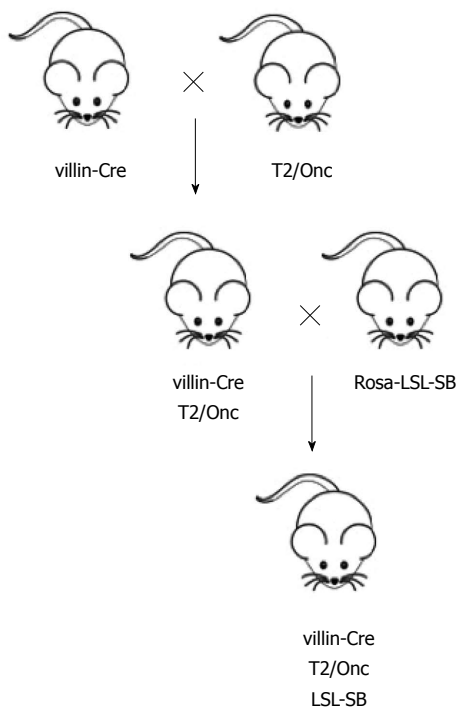 villin-Cre
T2/Onc
villin-Cre
T2/Onc
Rosa-LSL-SB
villin-Cre
T2/Onc
LSL-SB